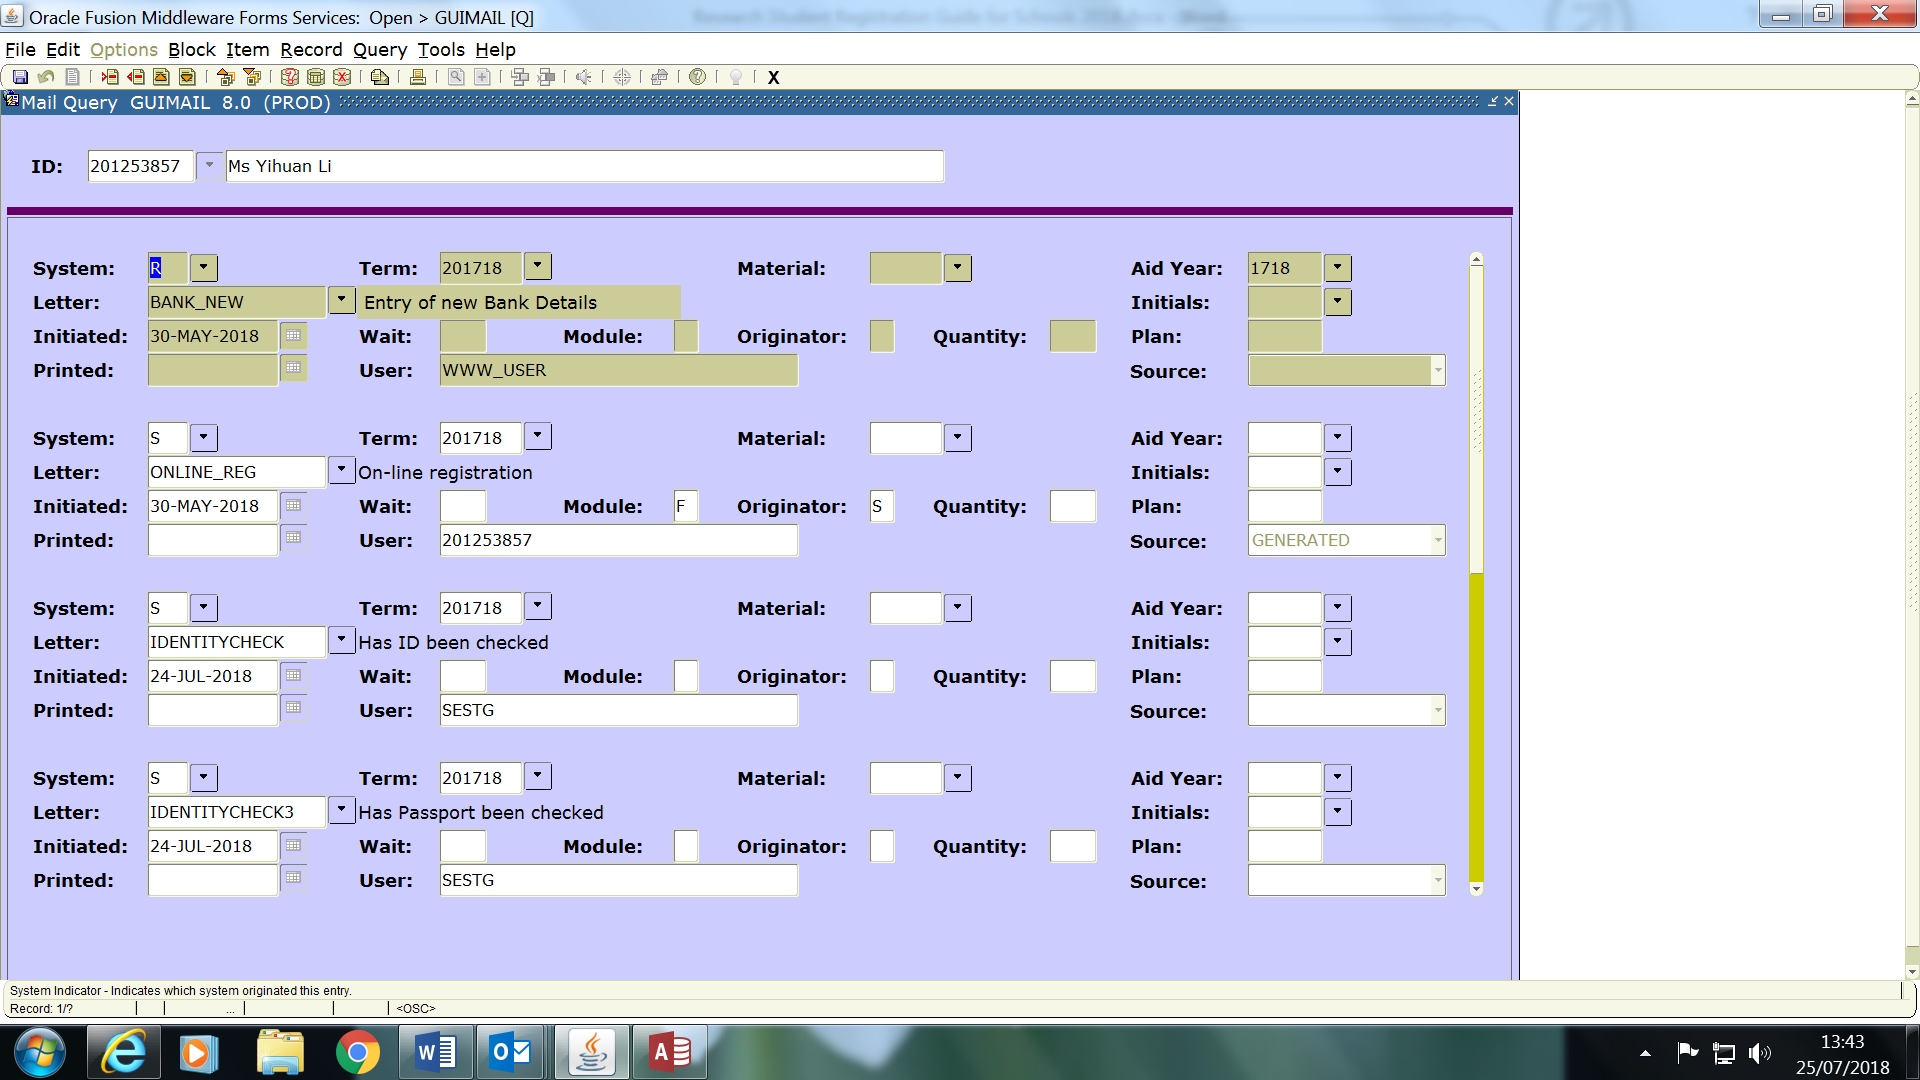 Oracle Fusion Middleware Forms Services:  Open > GUIMAIL [Q]
File Edit Options Block Item Record Query Tools Help
X
Mail Query  GUIMAIL  8.0  (PROD)
ID: 201253857 Ms Yihuan Li
System: R Term: 201718 Material: Aid Year: 1718
Letter: BANK_NEW Entry of new Bank Details Initials:
Initiated: 30-MAY-2018 Wait: Module: Originator: Quantity: Plan:
Printed: User: WWW_USER Source:
System: S Term: 201718 Material: Aid Year:
Letter: ONLINE_REG On-line registration Initials:
Initiated: 30-MAY-2018 Wait: Module: F Originator: S Quantity: Plan:
Printed: User: 201253857 Source: GENERATED
System: S Term: 201718 Material: Aid Year:
Letter: IDENTITYCHECK Has ID been checked Initials:
Initiated: 24-JUL-2018 Wait: Module: Originator: Quantity: Plan:
Printed: User: SESTG Source:
System: S Term: 201718 Material: Aid Year:
Letter: IDENTITYCHECK3 Has Passport been checked Initials:
Initiated: 24-JUL-2018 Wait: Module: Originator: Quantity: Plan:
Printed: User: SESTG Source:
System Indicator - Indicates which system originated this entry.
Record: 1/? ... <OSC>
13:43
25/07/2018